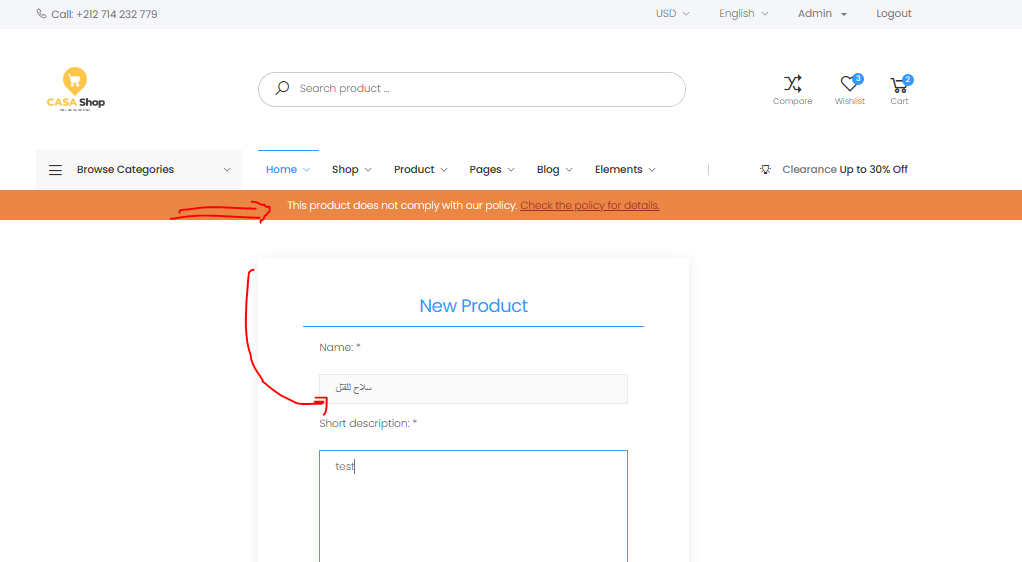 Call: +212 714 232 779 USD English Admin Logout
CASA Shop
Search product ...
3
2
Compare Wishlist Cart
Browse Categories Home Shop Product Pages Blog Elements Clearance Up to 30% Off
This product does not comply with our policy. Check the policy for details.
New Product
Name: *
سلاح للقتل
Short description: *
test